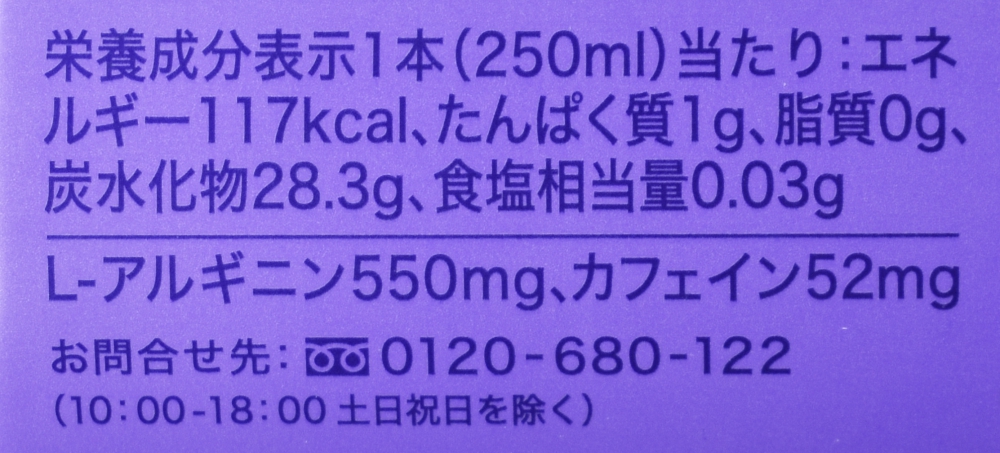 栄養成分表示1本(250ml)当たり:エネ
ルギー117kcal、たんぱく質1g、脂質0g、
炭水化物28.3g、食塩相当量0.03g
L-アルギニン550mg、カフェイン52mg
お問合せ先: 0120-680-122
(10:00-18:00 土日祝日を除く)